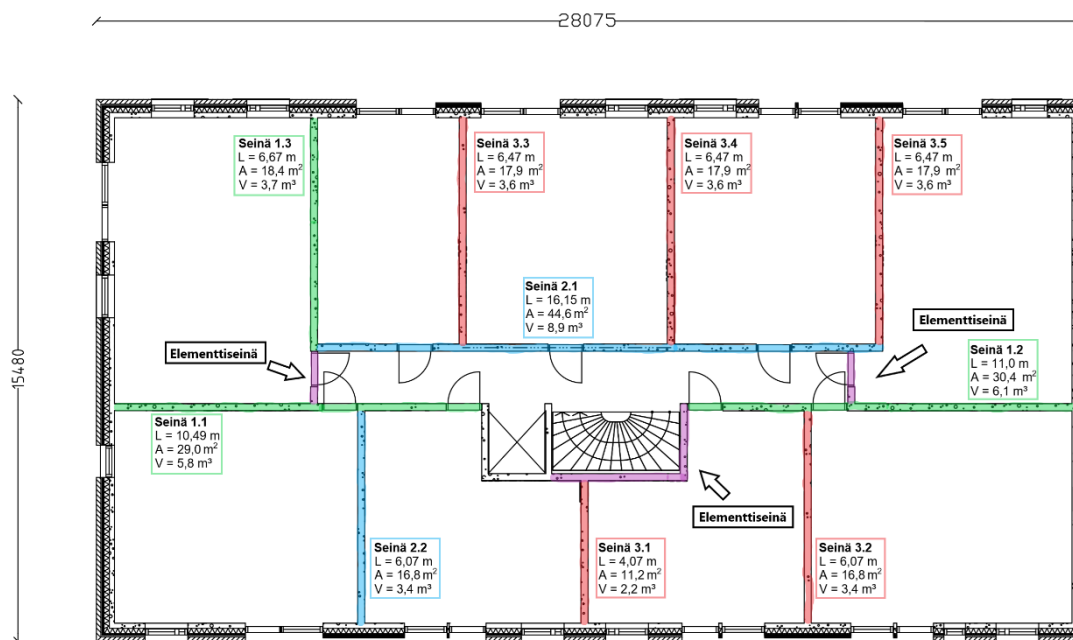 28075
15480
Seinä 1.3
L = 6,67 m
A = 18,4 m²
V = 3,7 m³
Seinä 3.3
L = 6,47 m
A = 17,9 m²
V = 3,6 m³
Seinä 3.4
L = 6,47 m
A = 17,9 m²
V = 3,6 m³
Seinä 3.5
L = 6,47 m
A = 17,9 m²
V = 3,6 m³
Seinä 2.1
L = 16,15 m
A = 44,6 m²
V = 8,9 m³
Elementtiseinä
Elementtiseinä
Seinä 1.2
L = 11,0 m
A = 30,4 m²
V = 6,1 m³
Seinä 1.1
L = 10,49 m
A = 29,0 m²
V = 5,8 m³
Elementtiseinä
Seinä 2.2
L = 6,07 m
A = 16,8 m²
V = 3,4 m³
Seinä 3.1
L = 4,07 m
A = 11,2 m²
V = 2,2 m³
Seinä 3.2
L = 6,07 m
A = 16,8 m²
V = 3,4 m³